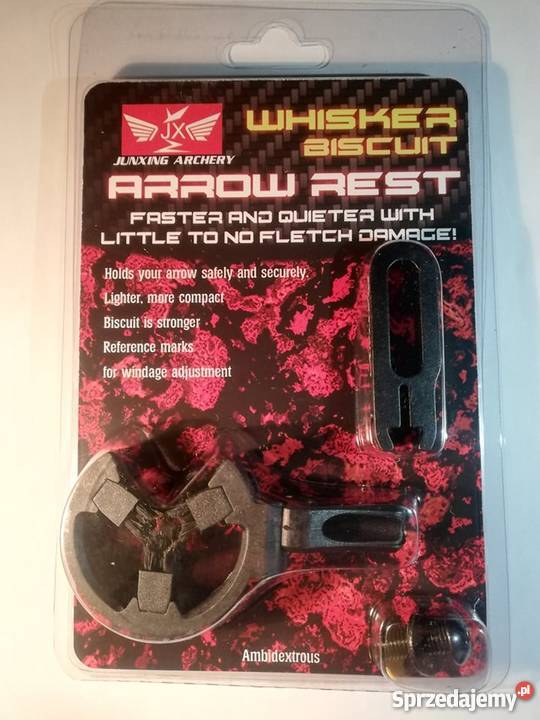 JX
JUNXING ARCHERY
WHISKER
BISCUIT
ARROW REST
FASTER AND QUIETER WITH
LITTLE TO NO FLETCH DAMAGE!
Holds your arrow safely and securely.
Lighter, more compact
Biscuit is stronger
Reference marks
for windage adjustment
Ambidextrous
Sprzedajemy.pl